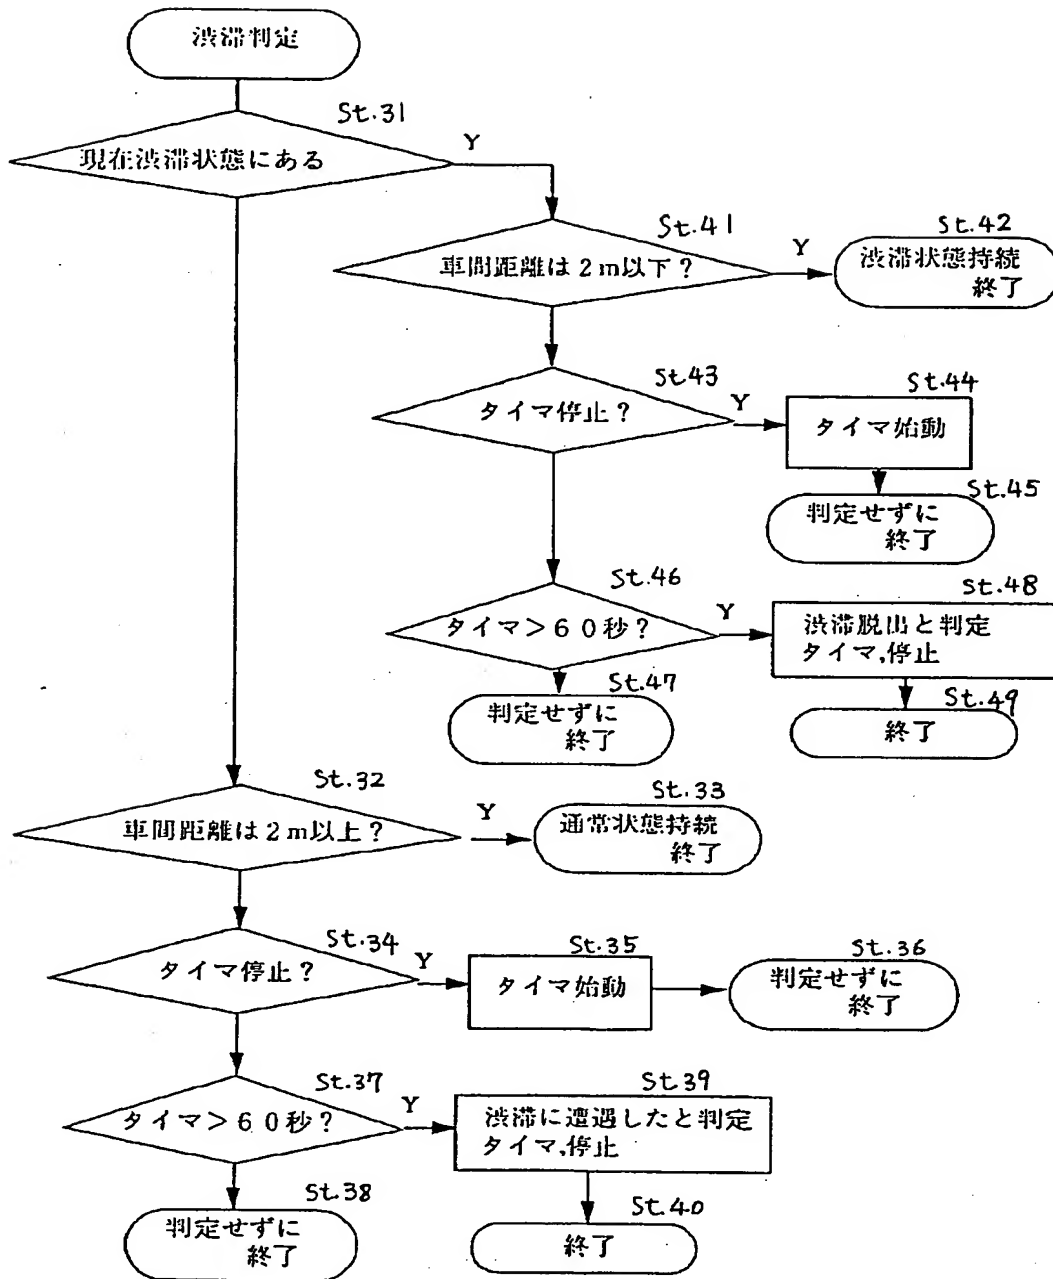 渋滞判定
St.31
現在渋滞状態にある
Y
St.41
車間距離は2m以下?
Y
St.42
渋滞状態持続
終了
St.43
タイマ停止?
Y
St.44
タイマ始動
St.45
判定せずに
終了
St.46
タイマ>60秒?
Y
St.48
渋滞脱出と判定
タイマ,停止
St.47
判定せずに
終了
St.49
終了
St.32
車間距離は2m以上?
Y
St.33
通常状態持続
終了
St.34
タイマ停止?
Y
St.35
タイマ始動
St.36
判定せずに
終了
St.37
タイマ>60秒?
Y
St.39
渋滞に遭遇したと判定
タイマ,停止
St.38
判定せずに
終了
St.40
終了